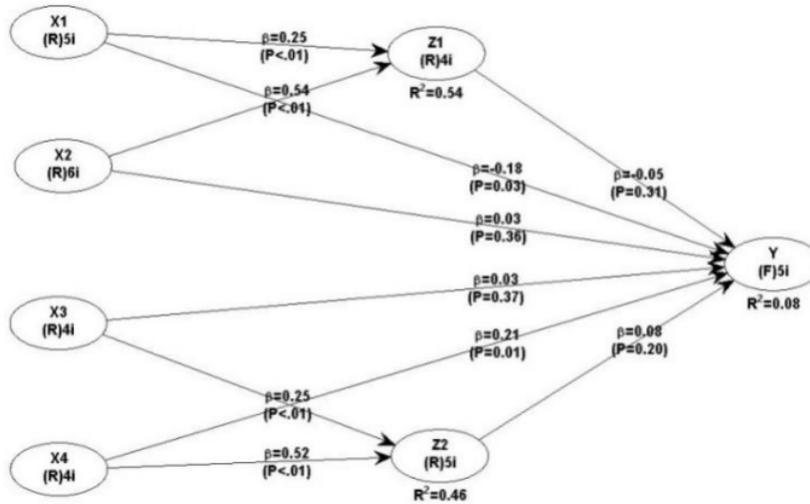 X1
(R)5i
β=0.25
(P<.01)
Z1
(R)4i
R²=0.54
β=0.54
(P<.01)
X2
(R)6i
β=-0.18
(P=0.03)
β=-0.05
(P=0.31)
β=0.03
(P=0.36)
Y
(F)5i
R²=0.08
β=0.03
(P=0.37)
X3
(R)4i
β=0.21
(P=0.01)
β=0.08
(P=0.20)
β=0.25
(P<.01)
X4
(R)4i
β=0.52
(P<.01)
Z2
(R)5i
R²=0.46